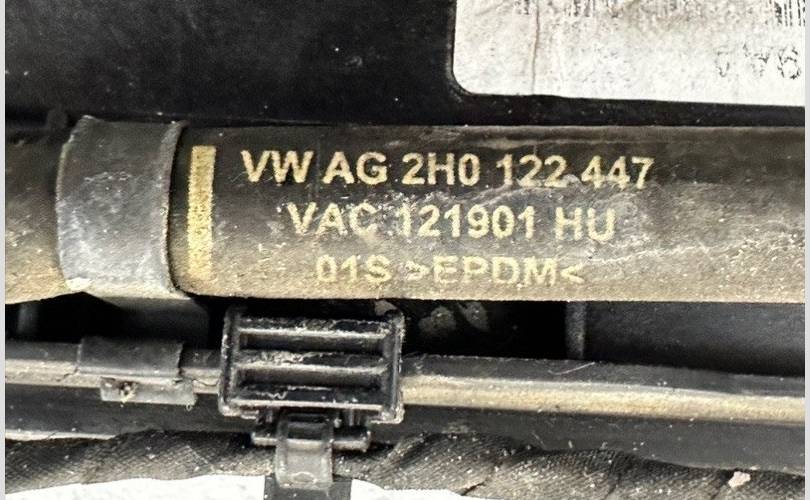 VW AG 2H0 122 447
VAC 121901 HU
01S >EPDM<